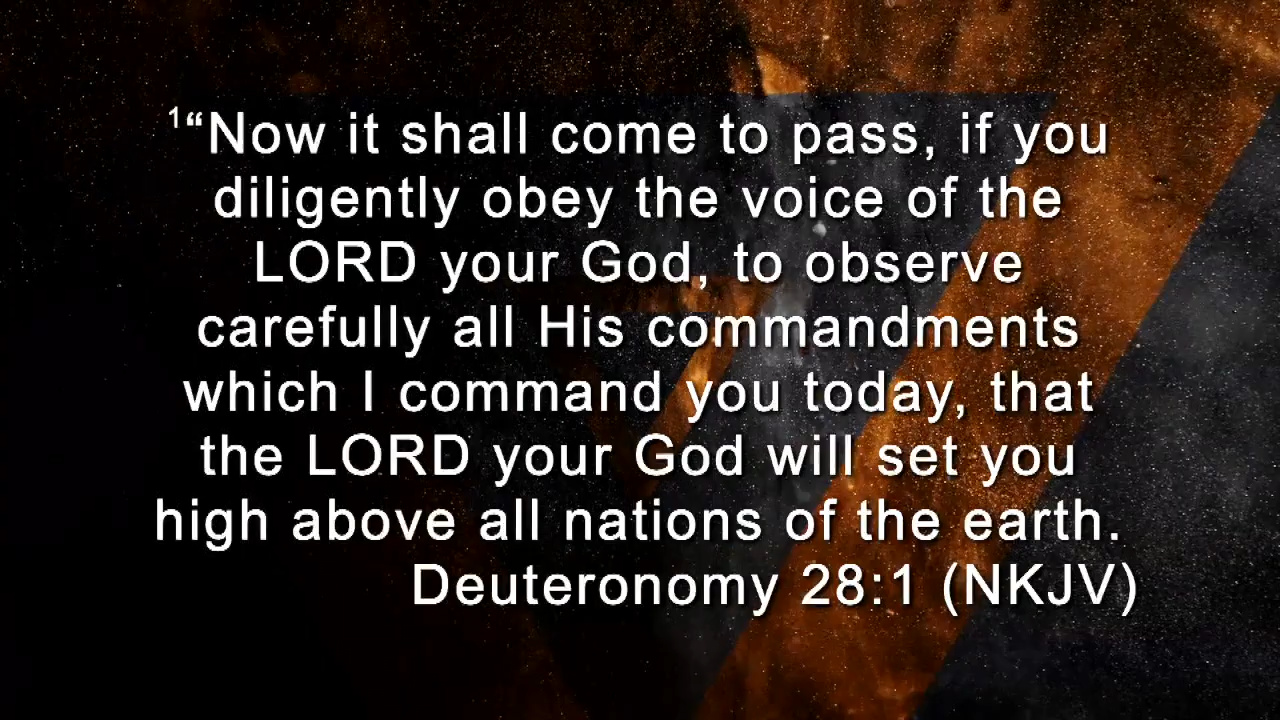 ¹“Now it shall come to pass, if you
diligently obey the voice of the
LORD your God, to observe
carefully all His commandments
which I command you today, that
the LORD your God will set you
high above all nations of the earth.
Deuteronomy 28:1 (NKJV)